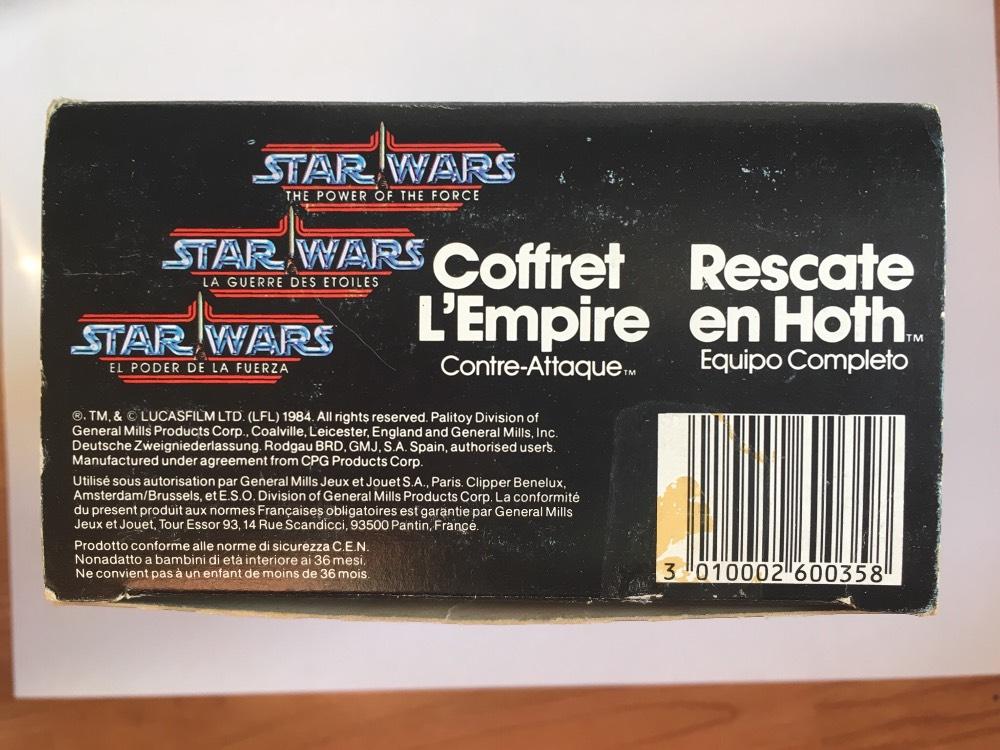 STAR WARS
THE POWER OF THE FORCE
STAR WARS
LA GUERRE DES ETOILES
STAR WARS
EL PODER DE LA FUERZA
Coffret
L'Empire
Contre-Attaque™
Rescate
en Hoth™
Equipo Completo
®. TM, & © LUCASFILM LTD. (LFL) 1984. All rights reserved. Palitoy Division of
General Mills Products Corp., Coalville, Leicester, England and General Mills, Inc.
Deutsche Zweigniederlassung. Rodgau BRD, GMJ, S.A. Spain, authorised users.
Manufactured under agreement from CPG Products Corp.
Utilisé sous autorisation par General Mills Jeux et Jouet S.A., Paris. Clipper Benelux,
Amsterdam/Brussels, et E.S.O. Division of General Mills Products Corp. La conformité
du present produit aux normes Françaises obligatoires est garantie par General Mills
Jeux et Jouet, Tour Essor 93, 14 Rue Scandicci, 93500 Pantin, France.
Prodotto conforme alle norme di sicurezza C.E.N.
Nonadatto a bambini di età interiore ai 36 mesi.
Ne convient pas à un enfant de moins de 36 mois.
3 010002 600358